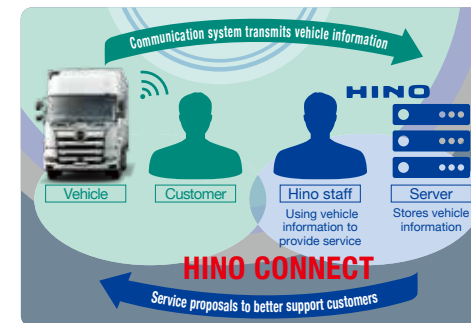 Communication system transmits vehicle information
HINO
Vehicle
Customer
Hino staff
Server
Using vehicle
information to
provide service
Stores vehicle
information
HINO CONNECT
Service proposals to better support customers